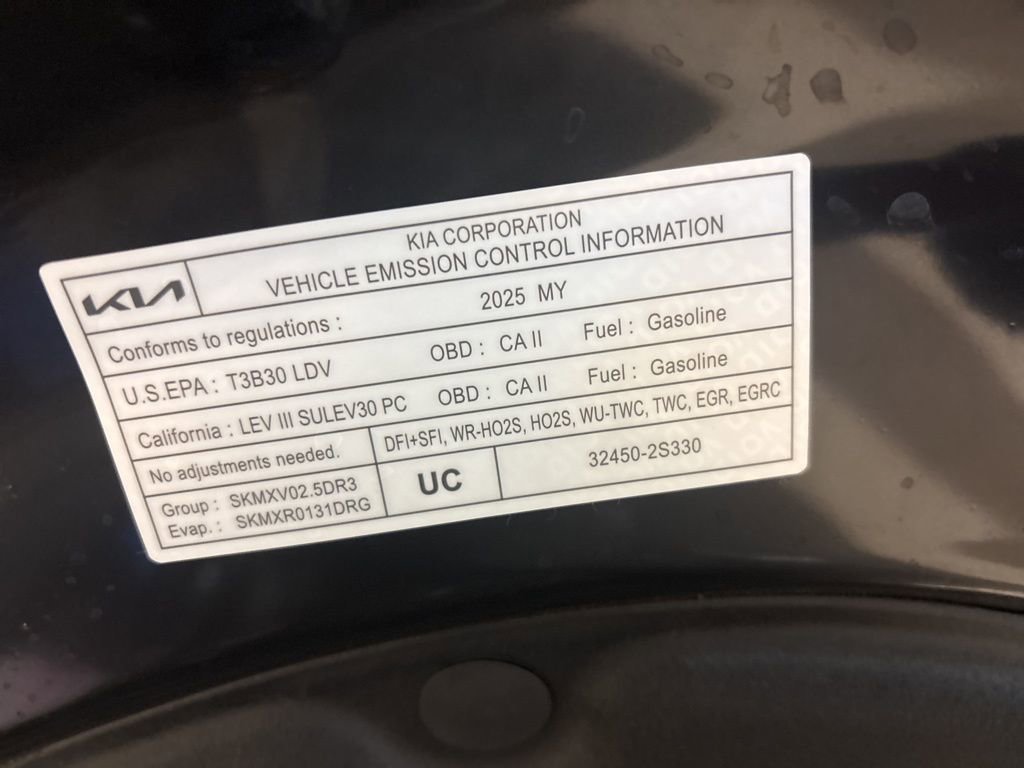 KIA
KIA CORPORATION
VEHICLE EMISSION CONTROL INFORMATION
Conforms to regulations : 2025 MY
U.S.EPA : T3B30 LDV OBD : CA II Fuel : Gasoline
California : LEV III SULEV30 PC OBD : CA II Fuel : Gasoline
No adjustments needed. DFI+SFI, WR-HO2S, HO2S, WU-TWC, TWC, EGR, EGRC
Group : SKMXV02.5DR3
Evap. : SKMXR0131DRG
UC
32450-2S330